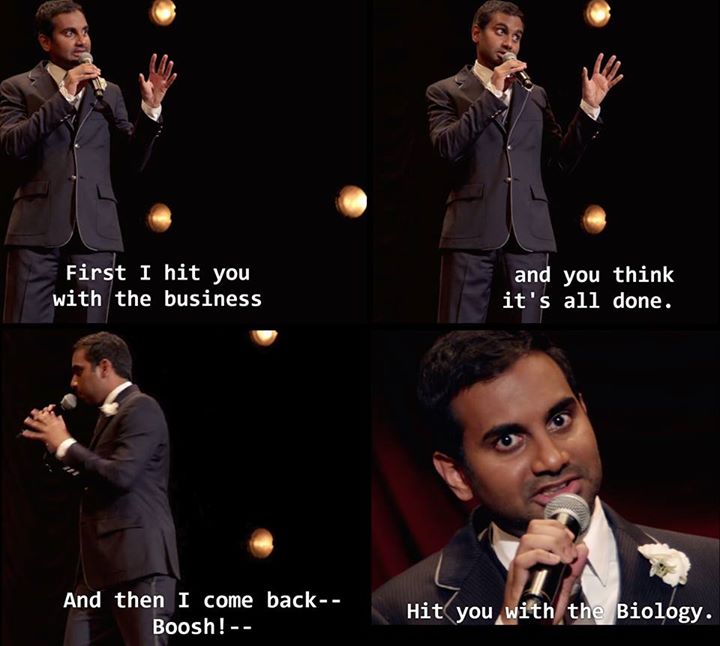 First I hit you
with the business
and you think
it's all done.
And then I come back--
Boosh!--
Hit you with the Biology.